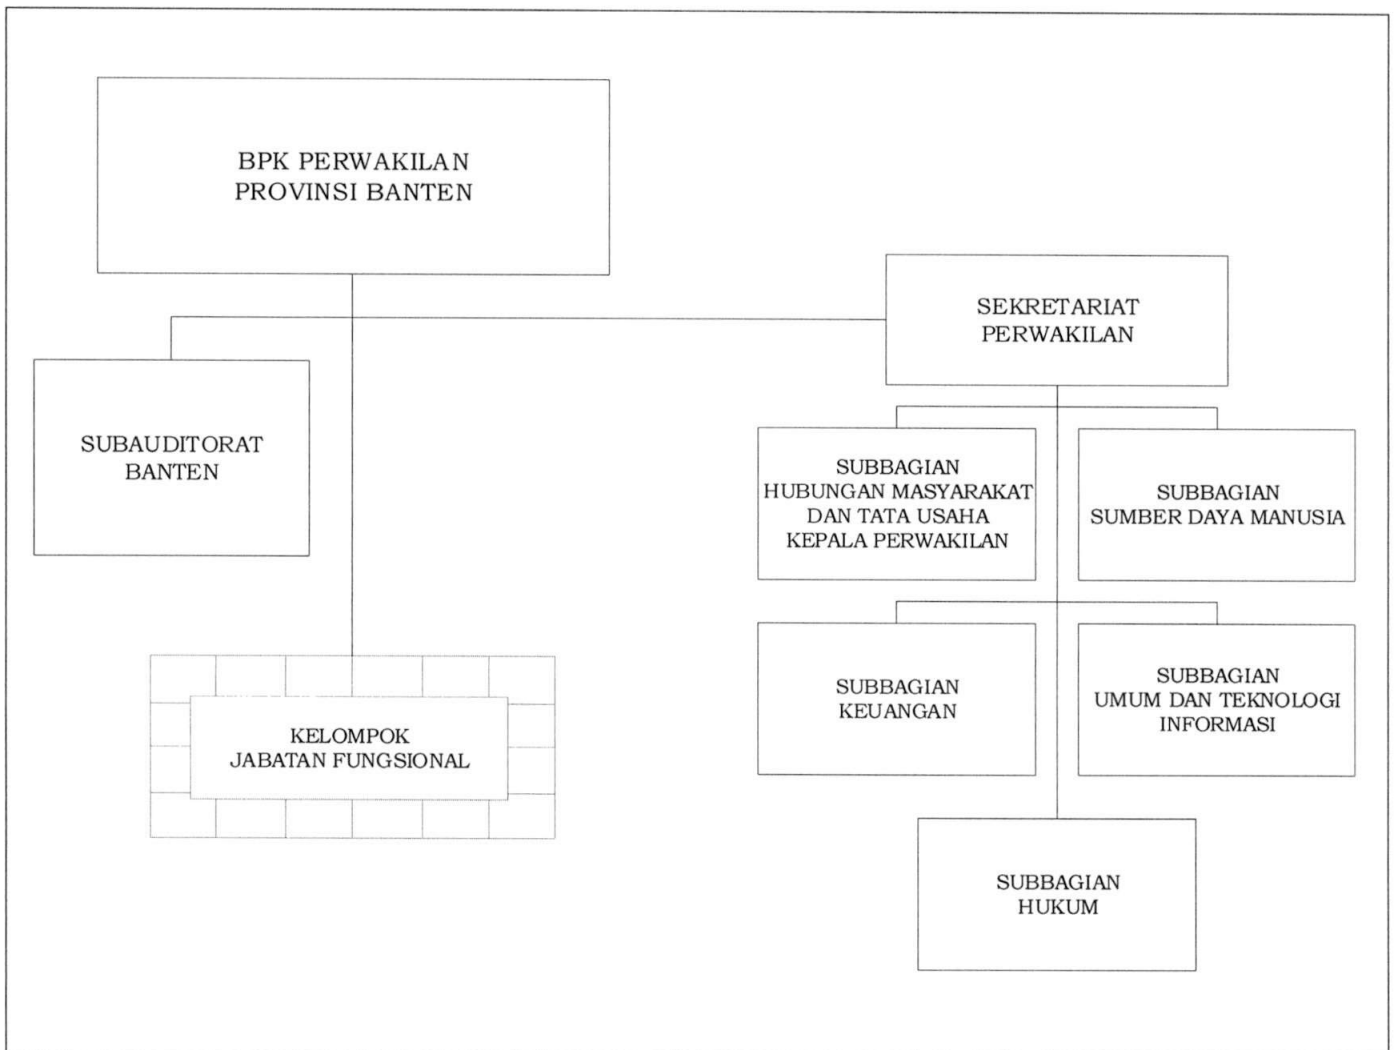 BPK PERWAKILAN
PROVINSI BANTEN
SEKRETARIAT
PERWAKILAN
SUBAUDITORAT
BANTEN
SUBBAGIAN
HUBUNGAN MASYARAKAT
DAN TATA USAHA
KEPALA PERWAKILAN
SUBBAGIAN
SUMBER DAYA MANUSIA
SUBBAGIAN
KEUANGAN
SUBBAGIAN
UMUM DAN TEKNOLOGI
INFORMASI
KELOMPOK
JABATAN FUNGSIONAL
SUBBAGIAN
HUKUM